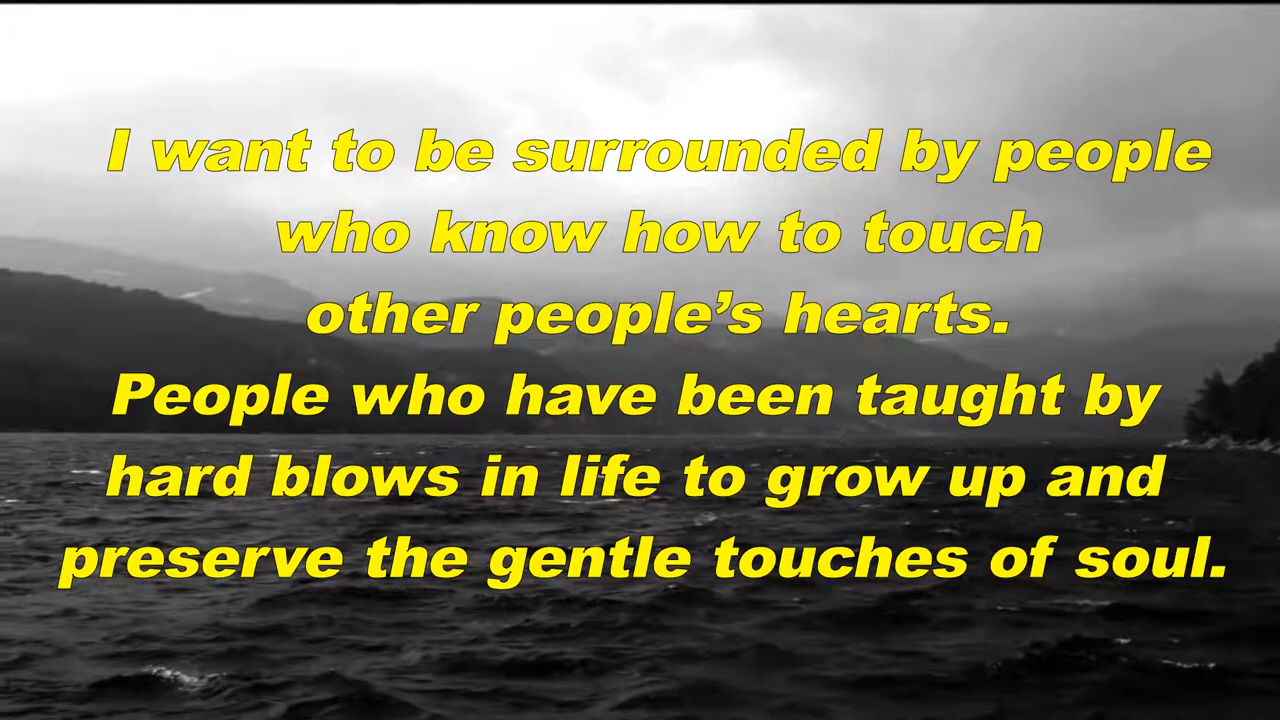 I want to be surrounded by people
who know how to touch
other people’s hearts.
People who have been taught by
hard blows in life to grow up and
preserve the gentle touches of soul.